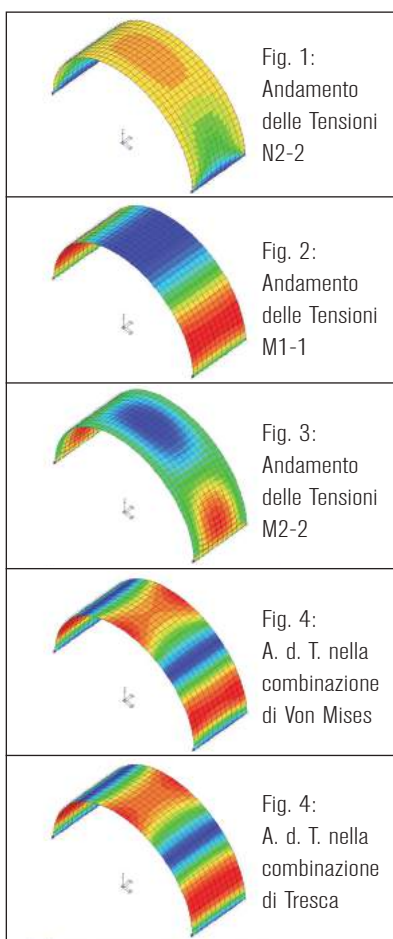 Fig. 1:
Andamento
delle Tensioni
N2-2
Fig. 2:
Andamento
delle Tensioni
M1-1
Fig. 3:
Andamento
delle Tensioni
M2-2
Fig. 4:
A. d. T. nella
combinazione
di Von Mises
Fig. 4:
A. d. T. nella
combinazione
di Tresca